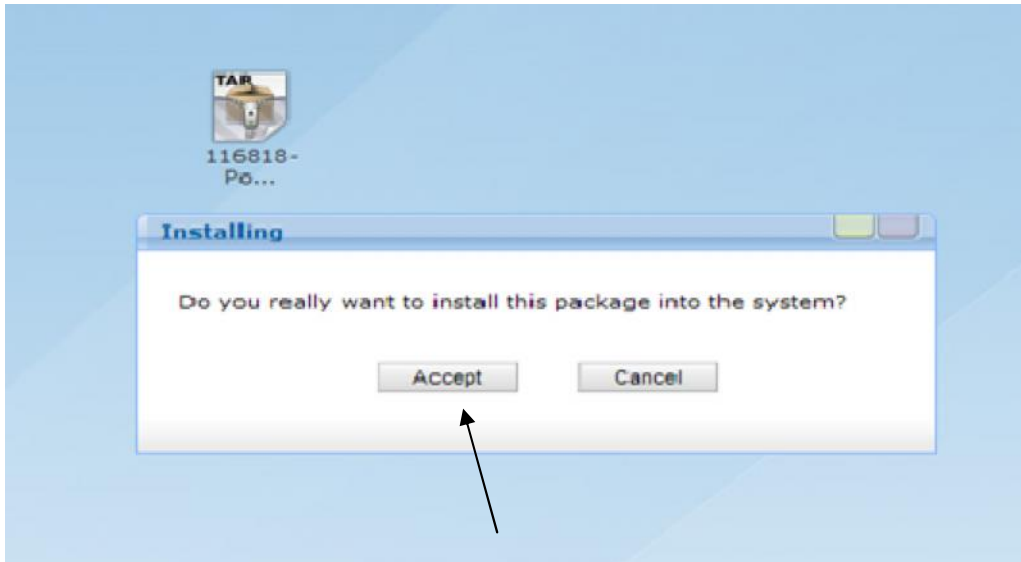 TAR
116818-
Po...
Installing
Do you really want to install this package into the system?
Accept
Cancel